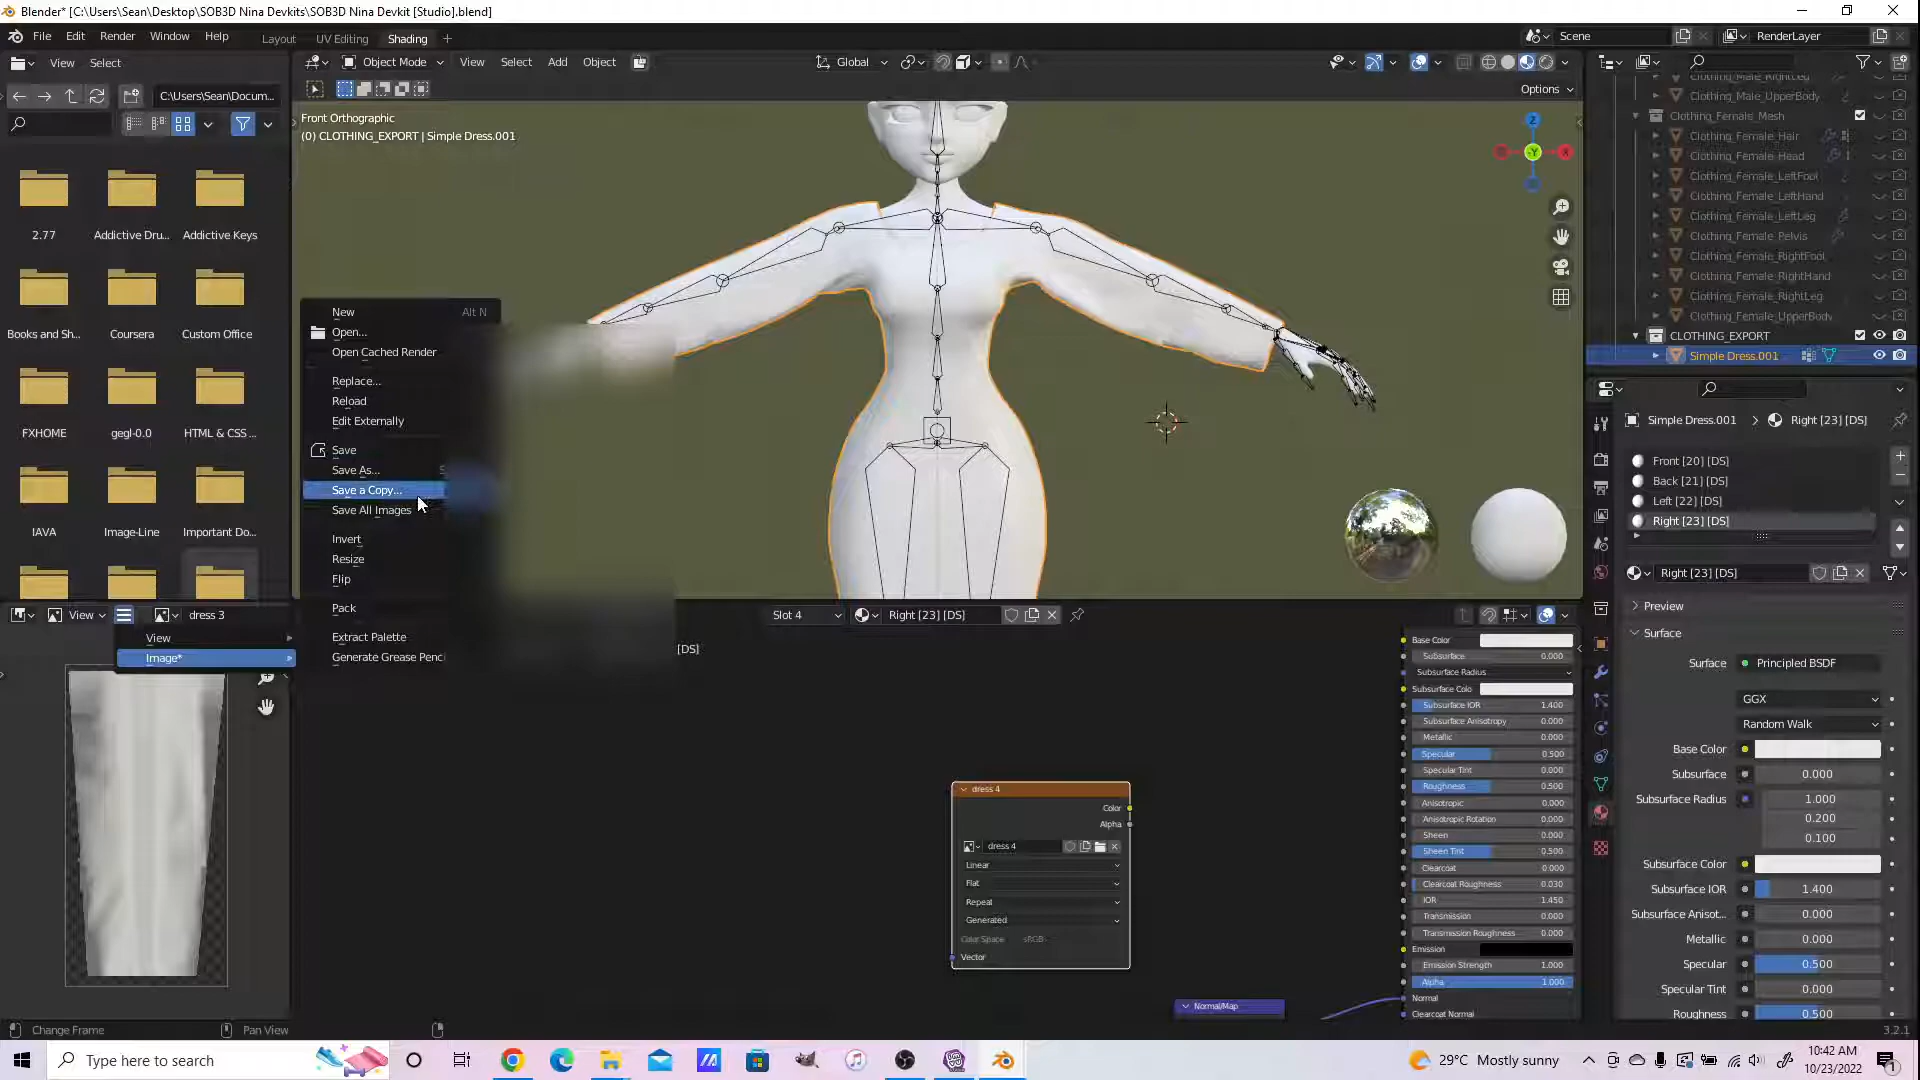 Blender* [C:\Users\Sean\Desktop\SOB3D Nina Devkits\SOB3D Nina Devkit [Studio].blend]
File Edit Render Window Help Layout UV Editing Shading + Scene RenderLayer
View Select Object Mode View Select Add Object Global
C:\Users\Sean\Docum... Options
Front Orthographic
(0) CLOTHING_EXPORT | Simple Dress.001
Z
Y
X
2.77 Addictive Dru... Addictive Keys
Books and Sh... Coursera Custom Office
FXHOME gegl-0.0 HTML & CSS ...
IAVA Image-Line Important Do...
New Alt N
Open...
Open Cached Render
Replace...
Reload
Edit Externally
Save
Save As...
Save a Copy...
Save All Images
Invert
Resize
Flip
Pack
Extract Palette
Generate Grease Penci
View dress 3
View
Image*
Clothing_Male_RightLeg
Clothing_Male_UpperBody
Clothing_Female_Mesh
Clothing_Female_Hair
Clothing_Female_Head
Clothing_Female_LeftFoot
Clothing_Female_LeftHand
Clothing_Female_LeftLeg
Clothing_Female_Pelvis
Clothing_Female_RightFoot
Clothing_Female_RightHand
Clothing_Female_RightLeg
Clothing_Female_UpperBody
CLOTHING_EXPORT
Simple Dress.001
Simple Dress.001 > Right [23] [DS]
Front [20] [DS]
Back [21] [DS]
Left [22] [DS]
Right [23] [DS]
Right [23] [DS]
Preview
Surface
Surface Principled BSDF
GGX
Random Walk
Base Color
Subsurface 0.000
Subsurface Radius 1.000
0.200
0.100
Subsurface Color
Subsurface IOR 1.400
Subsurface Anisot... 0.000
Metallic 0.000
Specular 0.500
Specular Tint 0.000
Roughness 0.500
Slot 4 Right [23] [DS]
[DS]
dress 4
Color
Alpha
dress 4
Linear
Flat
Repeat
Generated
Color Space sRGB
Vector
Normal/Map
Base Color
Subsurface 0.000
Subsurface Radius
Subsurface Colo
Subsurface IOR 1.400
Subsurface Anisotropy 0.000
Metallic 0.000
Specular 0.500
Specular Tint 0.000
Roughness 0.500
Anisotropic 0.000
Anisotropic Rotation 0.000
Sheen 0.000
Sheen Tint 0.500
Clearcoat 0.000
Clearcoat Roughness 0.030
IOR 1.450
Transmission 0.000
Transmission Roughness 0.000
Emission
Emission Strength 1.000
Alpha 1.000
Normal
Clearcoat Normal
Change Frame Pan View 3.2.1
Type here to search 29°C Mostly sunny 10:42 AM
10/23/2022